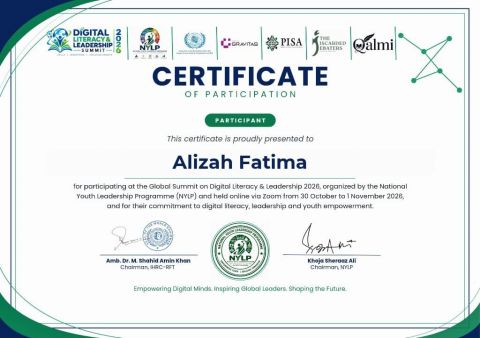 DIGITAL
LITERACY &
LEADERSHIP
SUMMIT
2026
NYLP
GRAVITAS
PISA
THE
DEBATERS
Qalmi
CERTIFICATE
OF PARTICIPATION
PARTICIPANT
This certificate is proudly presented to
Alizah Fatima
for participating at the Global Summit on Digital Literacy & Leadership 2026, organized by the National
Youth Leadership Programme (NYLP) and held online via Zoom from 30 October to 1 November 2026,
and for their commitment to digital literacy, leadership and youth empowerment.
Amb. Dr. M. Shahid Amin Khan
Chairman, IHRC-RFT
NYLP
Khoja Sheraaz Ali
Chairman, NYLP
Empowering Digital Minds. Inspiring Global Leaders. Shaping the Future.